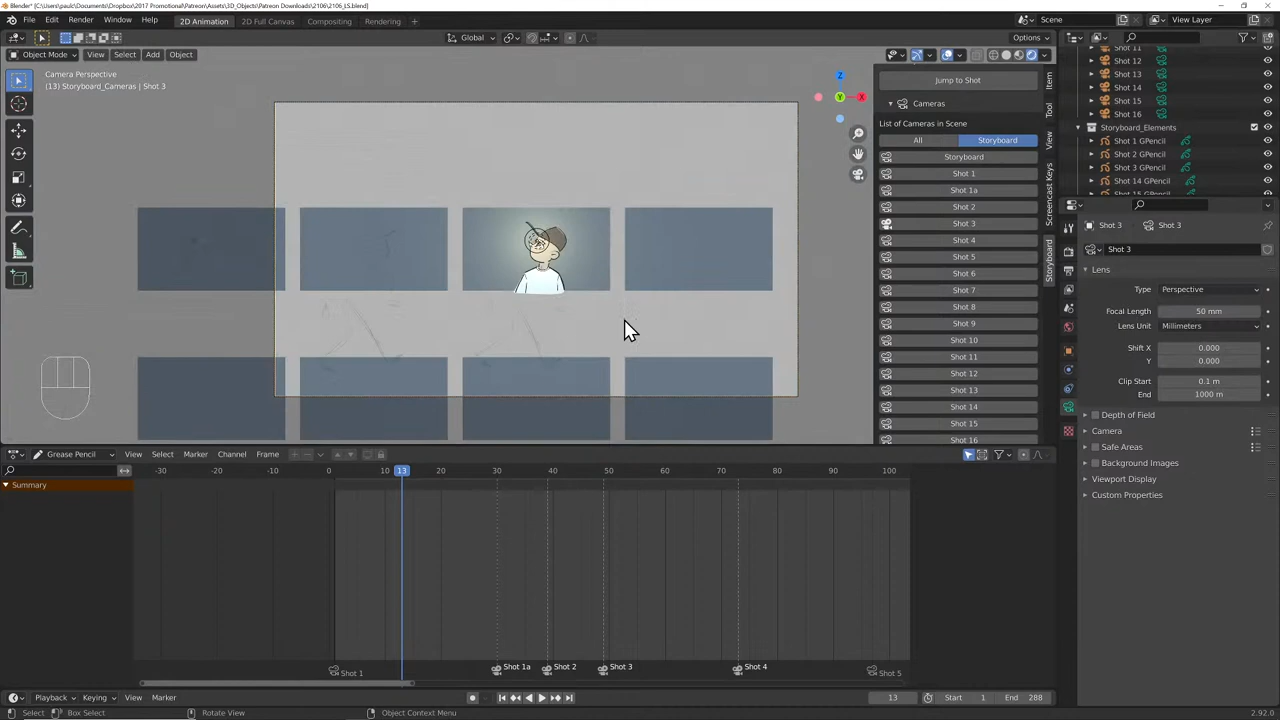 Blender* [C:\Users\paulc\Documents\Dropbox\2017 Promotional\Patreon\Assets\3D_Objects\Patreon Downloads\2106\2106_LS.blend]
File Edit Render Window Help 2D Animation 2D Full Canvas Compositing Rendering + Scene View Layer
Global Options
Object Mode View Select Add Object
Camera Perspective
(13) Storyboard_Cameras | Shot 3
Z
Y
X
Jump to Shot
Cameras
List of Cameras in Scene
All Storyboard
Storyboard
Shot 1
Shot 1a
Shot 2
Shot 3
Shot 4
Shot 5
Shot 6
Shot 7
Shot 8
Shot 9
Shot 10
Shot 11
Shot 12
Shot 13
Shot 14
Shot 15
Shot 16
Item
Tool
View
Screencast Keys
Storyboard
Shot 11
Shot 12
Shot 13
Shot 14
Shot 15
Shot 16
Storyboard_Elements
Shot 1 GPencil
Shot 2 GPencil
Shot 3 GPencil
Shot 14 GPencil
Shot 15 GPencil
Shot 3 Shot 3
Shot 3
Lens
Type Perspective
Focal Length 50 mm
Lens Unit Millimeters
Shift X 0.000
Y 0.000
Clip Start 0.1 m
End 1000 m
Depth of Field
Camera
Safe Areas
Background Images
Viewport Display
Custom Properties
Grease Pencil View Select Marker Channel Frame
-30 -20 -10 0 10 13 20 30 40 50 60 70 80 90 100
Summary
Shot 1 Shot 1a Shot 2 Shot 3 Shot 4 Shot 5
Playback Keying View Marker 13 Start 1 End 288
Select Box Select Rotate View Object Context Menu 2.92.0